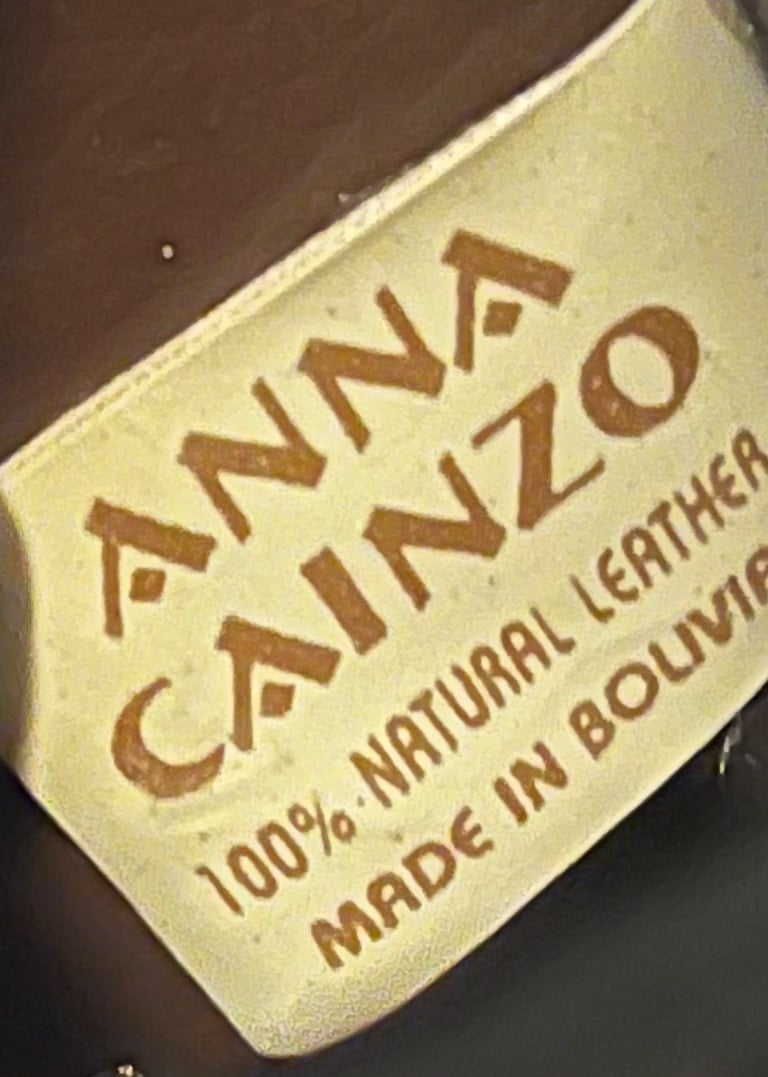 ANNA
CAINZO
100% NATURAL LEATHER
MADE IN BOLIVIA